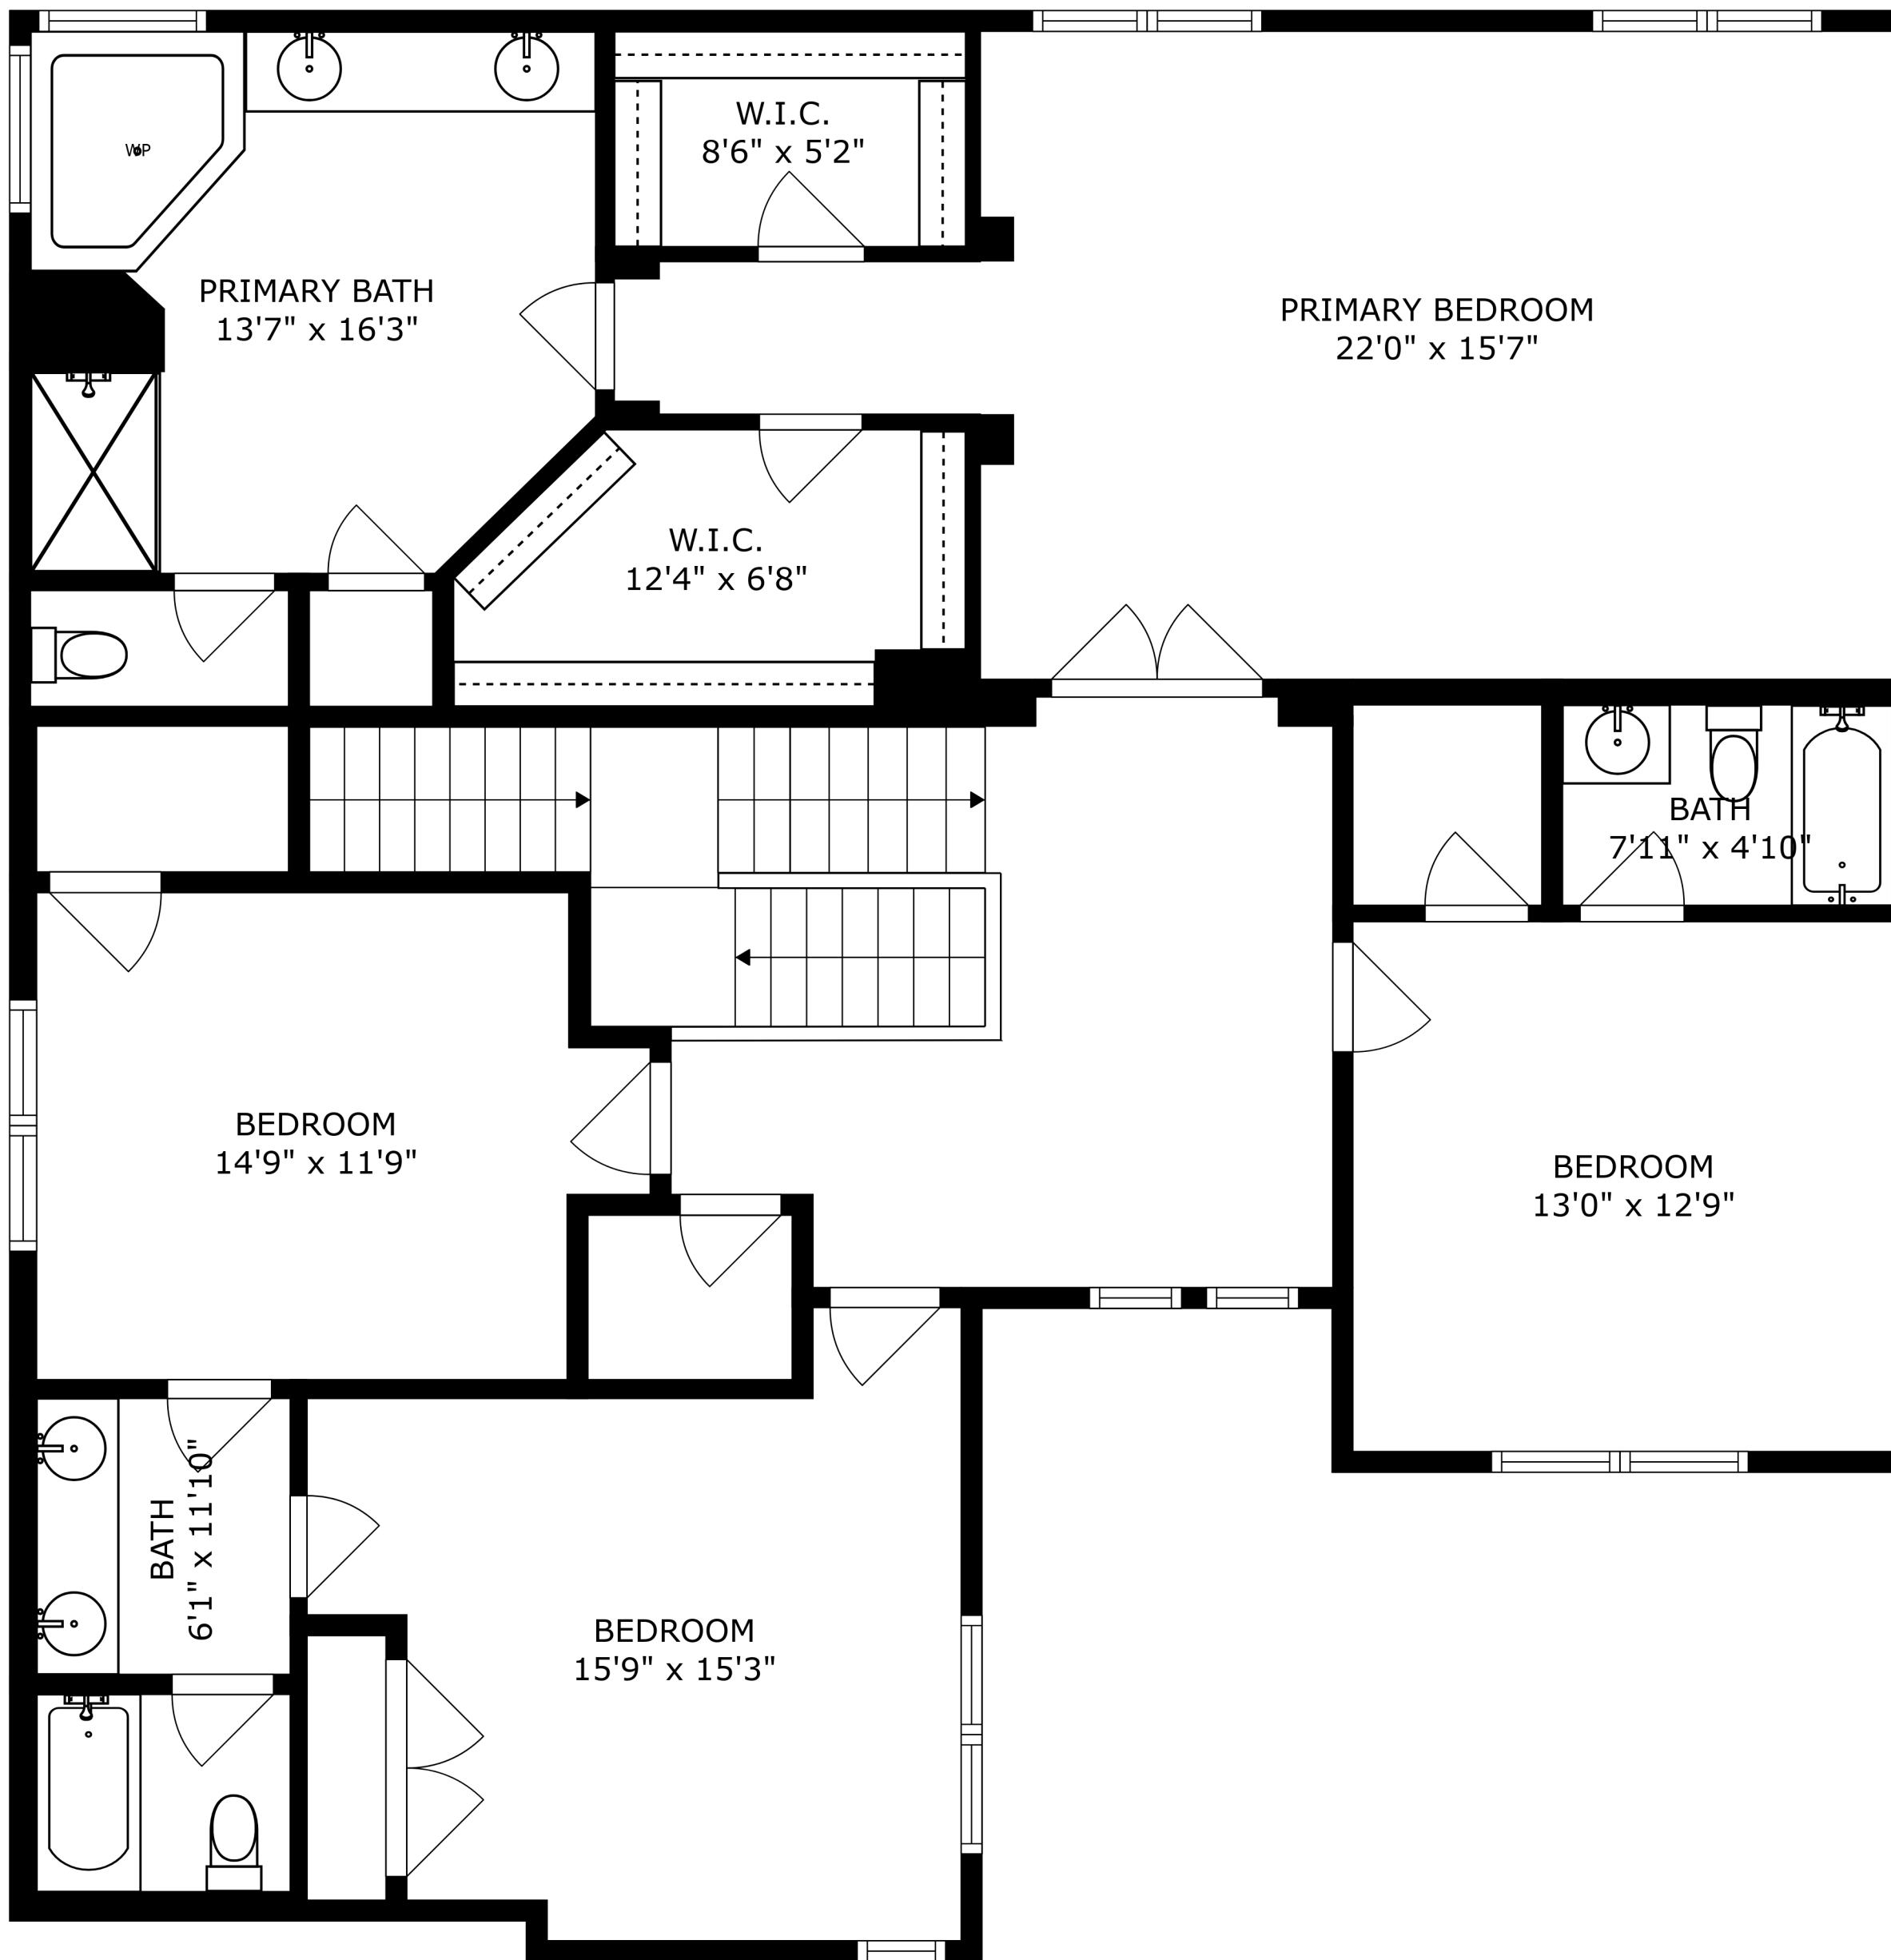 W.I.C.
8'6" x 5'2"
WP
PRIMARY BATH
13'7" x 16'3"
PRIMARY BEDROOM
22'0" x 15'7"
W.I.C.
12'4" x 6'8"
BATH
7'11" x 4'10"
BEDROOM
14'9" x 11'9"
BEDROOM
13'0" x 12'9"
BATH
6'1" x 11'10"
BEDROOM
15'9" x 15'3"